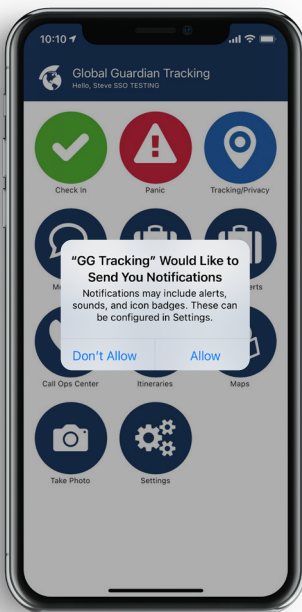 10:10
Global Guardian Tracking
Hello, Steve SSO TESTING
Check In
Panic
Tracking/Privacy
"GG Tracking" Would Like to
Send You Notifications
Notifications may include alerts,
sounds, and icon badges. These can
be configured in Settings.
Don't Allow
Allow
Call Ops Center
Itineraries
Maps
Take Photo
Settings